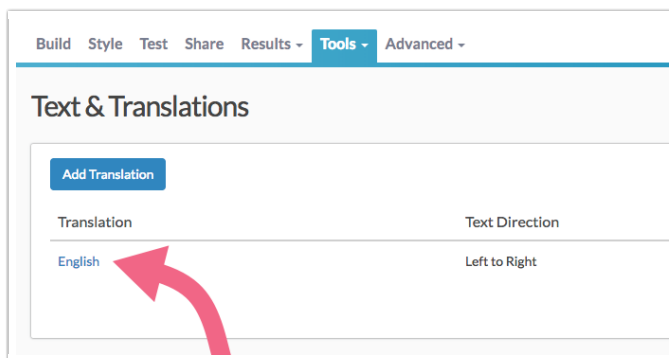 Build Style Test Share Results Tools Advanced
Text & Translations
Add Translation
Translation Text Direction
English Left to Right